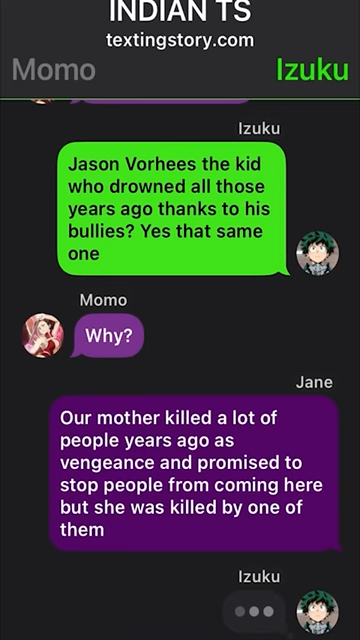 INDIAN TS
textingstory.com
Momo
Izuku
Izuku
Jason Vorhees the kid
who drowned all those
years ago thanks to his
bullies? Yes that same
one
Momo
Why?
Jane
Our mother killed a lot of
people years ago as
vengeance and promised to
stop people from coming here
but she was killed by one of
them
Izuku